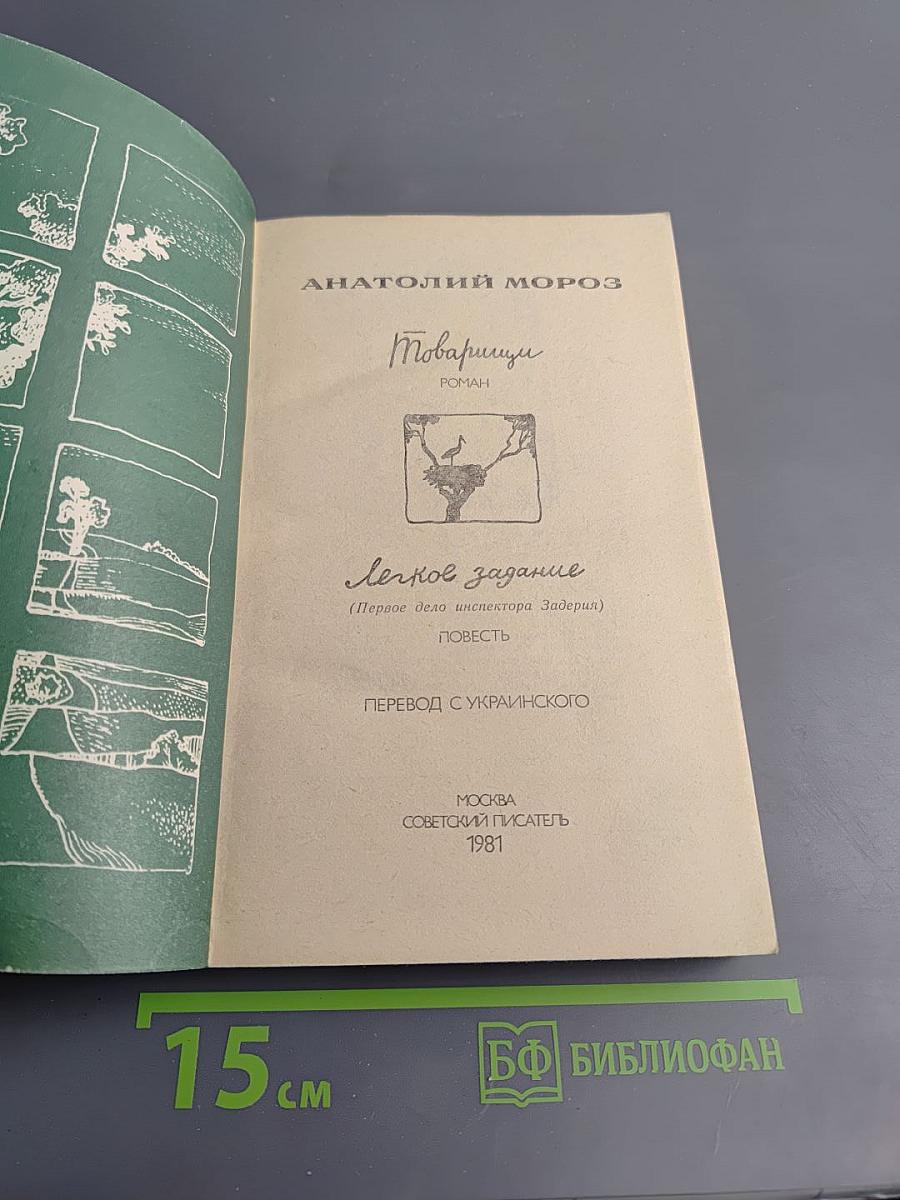 АНАТОЛИЙ МОРОЗ
Товарищи
РОМАН
Легкое задание
(Первое дело инспектора Задерия)
ПОВЕСТЬ
ПЕРЕВОД С УКРАИНСКОГО
МОСКВА
СОВЕТСКИЙ ПИСАТЕЛЬ
1981
15 см
БФ БИБЛИОФАН